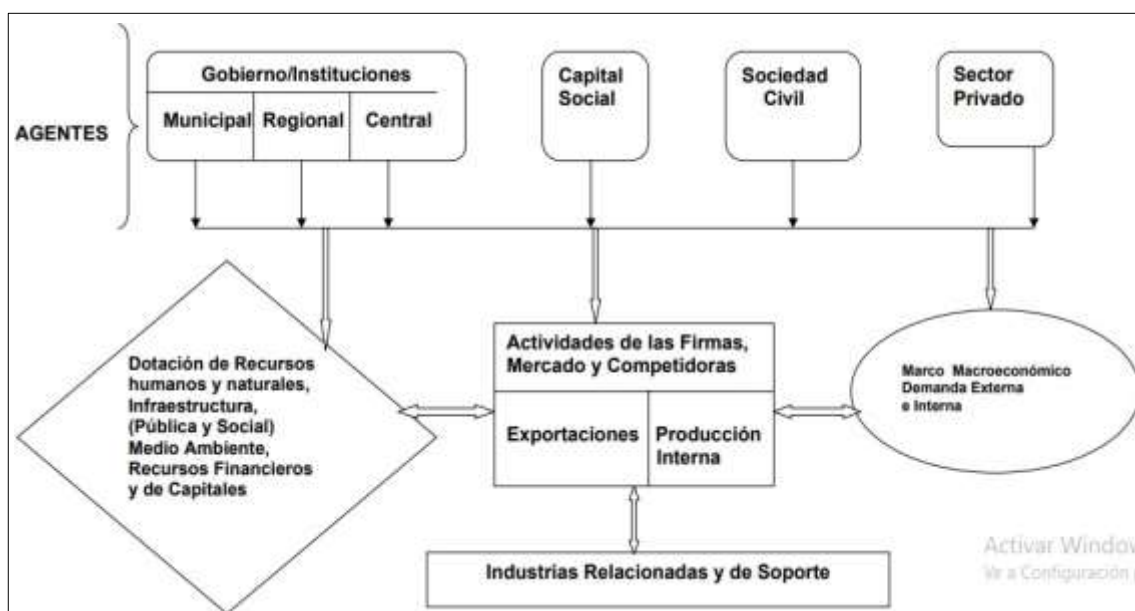 AGENTES
Gobierno/Instituciones
Municipal
Regional
Central
Capital
Social
Sociedad
Civil
Sector
Privado
Dotación de Recursos
humanos y naturales,
Infraestructura,
(Pública y Social)
Medio Ambiente,
Recursos Financieros
y de Capitales
Actividades de las Firmas,
Mercado y Competidoras
Exportaciones
Producción
Interna
Marco Macroeconómico
Demanda Externa
e Interna
Industrias Relacionadas y de Soporte
Activar Window
Ve a Configuración